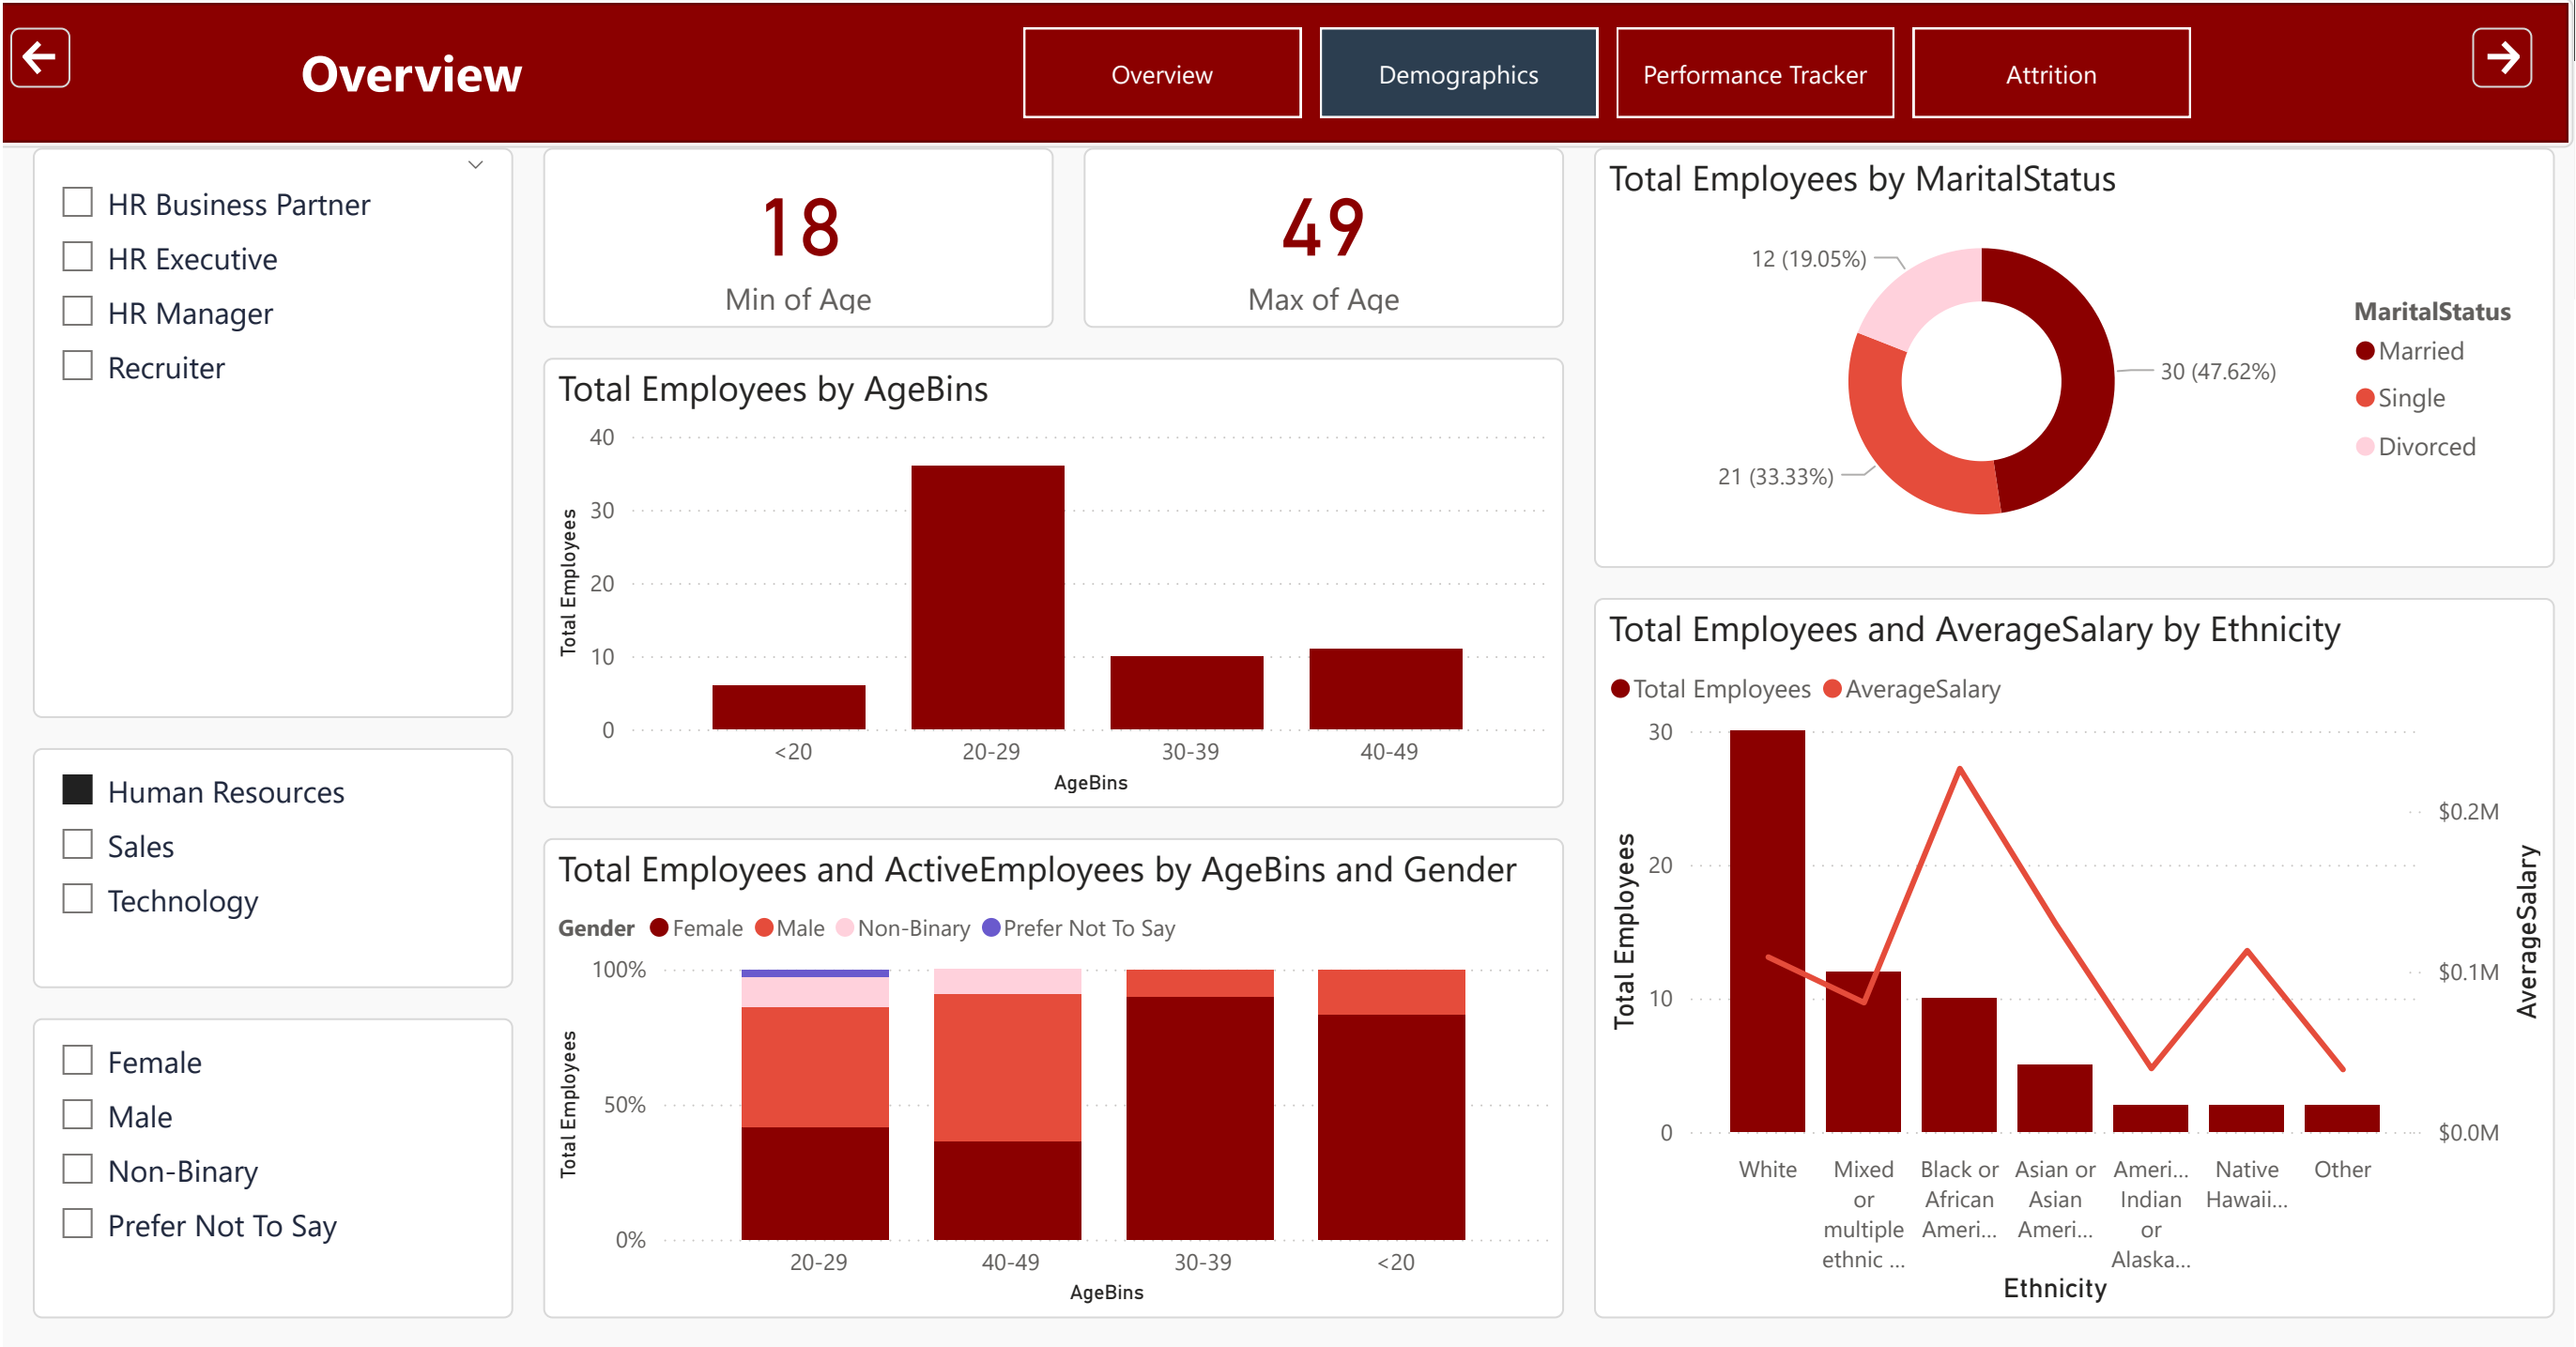 Overview
Overview
Demographics
Performance Tracker
Attrition
HR Business Partner
HR Executive
HR Manager
Recruiter
Human Resources
Sales
Technology
Female
Male
Non-Binary
Prefer Not To Say
18
Min of Age
49
Max of Age
Total Employees by AgeBins
Total Employees
40
30
20
10
0
<20
20-29
30-39
40-49
AgeBins
Total Employees and ActiveEmployees by AgeBins and Gender
Gender Female Male Non-Binary Prefer Not To Say
Total Employees
100%
50%
0%
20-29
40-49
30-39
<20
AgeBins
Total Employees by MaritalStatus
12 (19.05%)
30 (47.62%)
21 (33.33%)
MaritalStatus
Married
Single
Divorced
Total Employees and AverageSalary by Ethnicity
Total Employees AverageSalary
Total Employees
30
20
10
0
$0.2M
$0.1M
$0.0M
AverageSalary
White
Mixed
or
multiple
ethnic ...
Black or
African
Ameri...
Asian or
Asian
Ameri...
Ameri...
Indian
or
Alaska...
Native
Hawaii...
Other
Ethnicity